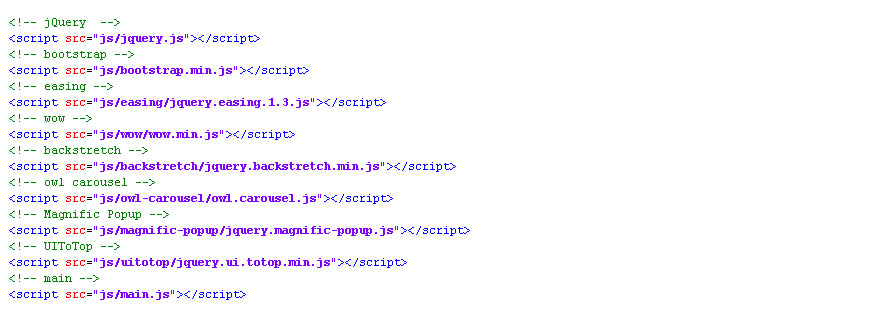 <!-- jQuery  -->
<script src="js/jquery.js"></script>
<!-- bootstrap -->
<script src="js/bootstrap.min.js"></script>
<!-- easing -->
<script src="js/easing/jquery.easing.1.3.js"></script>
<!-- wow -->
<script src="js/wow/wow.min.js"></script>
<!-- backstretch -->
<script src="js/backstretch/jquery.backstretch.min.js"></script>
<!-- owl carousel -->
<script src="js/owl-carousel/owl.carousel.js"></script>
<!-- Magnific Popup -->
<script src="js/magnific-popup/jquery.magnific-popup.js"></script>
<!-- UIToTop -->
<script src="js/uitotop/jquery.ui.totop.min.js"></script>
<!-- main -->
<script src="js/main.js"></script>